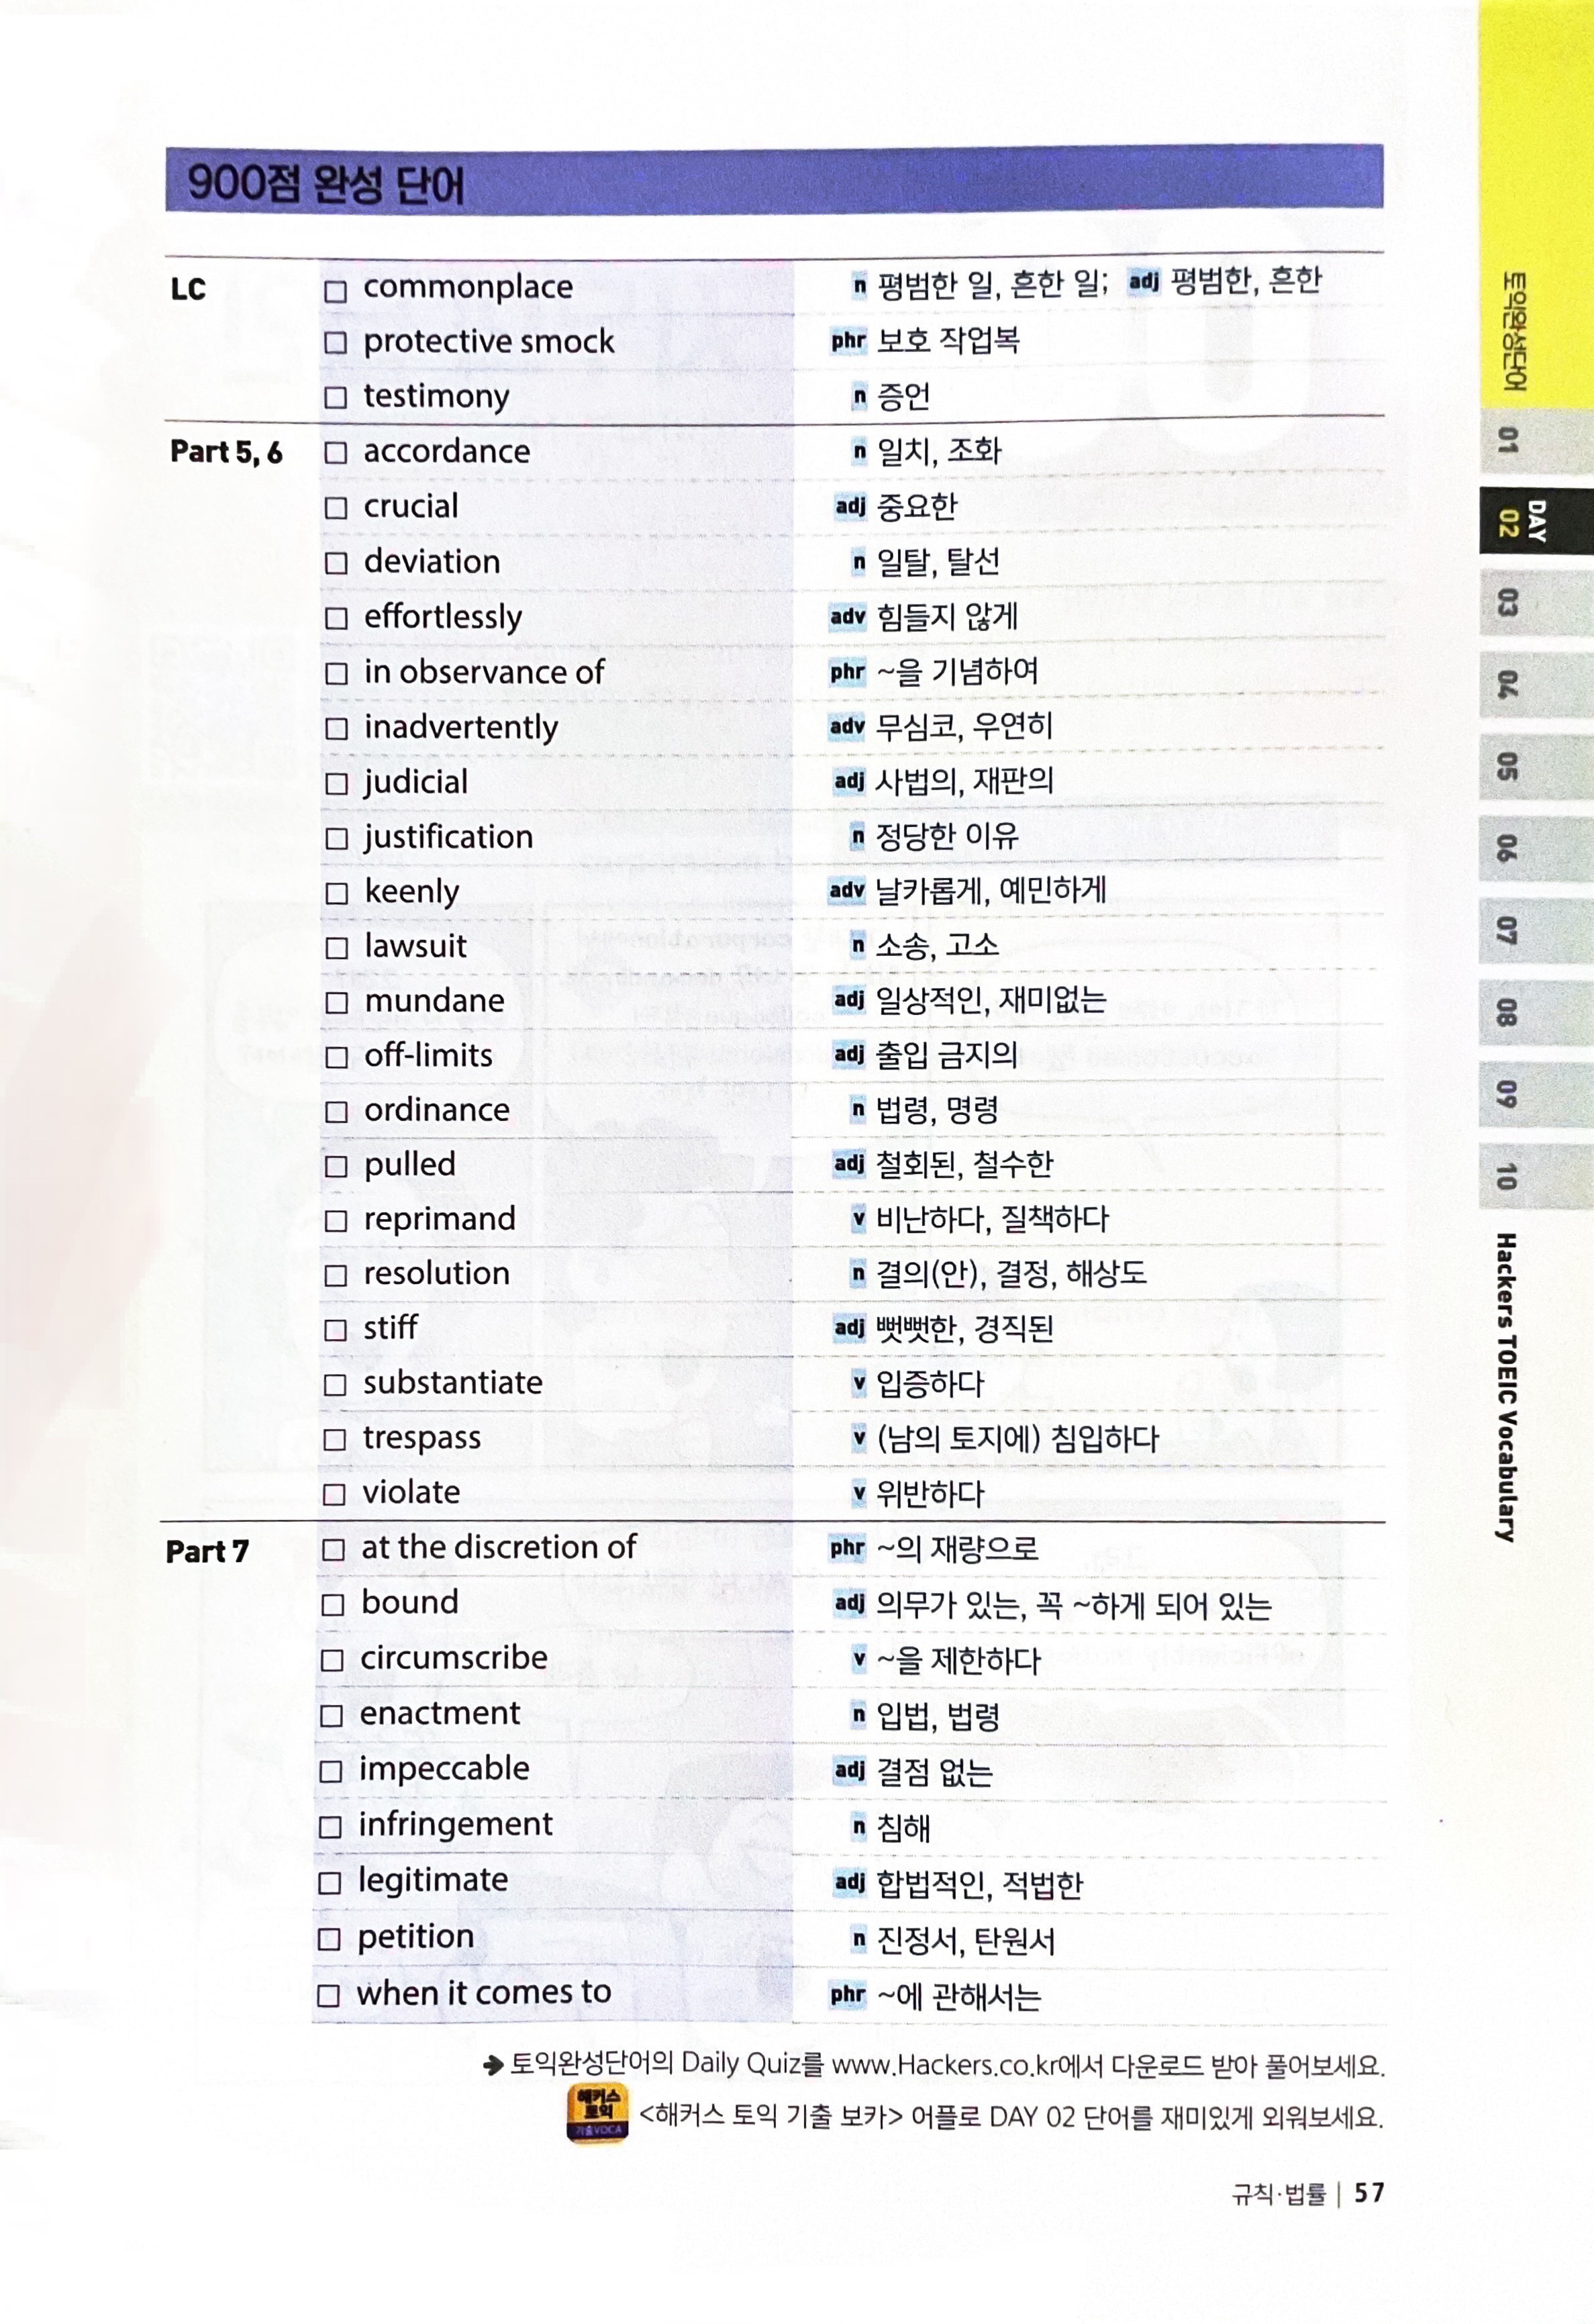 900점 완성 단어
LC
□ commonplace n 평범한 일, 흔한 일; adj 평범한, 흔한
□ protective smock phr 보호 작업복
□ testimony n 증언
Part 5, 6
□ accordance n 일치, 조화
□ crucial adj 중요한
□ deviation n 일탈, 탈선
□ effortlessly adv 힘들지 않게
□ in observance of phr ~을 기념하여
□ inadvertently adv 무심코, 우연히
□ judicial adj 사법의, 재판의
□ justification n 정당한 이유
□ keenly adv 날카롭게, 예민하게
□ lawsuit n 소송, 고소
□ mundane adj 일상적인, 재미없는
□ off-limits adj 출입 금지의
□ ordinance n 법령, 명령
□ pulled adj 철회된, 철수한
□ reprimand v 비난하다, 질책하다
□ resolution n 결의(안), 결정, 해상도
□ stiff adj 뻣뻣한, 경직된
□ substantiate v 입증하다
□ trespass v (남의 토지에) 침입하다
□ violate v 위반하다
Part 7
□ at the discretion of phr ~의 재량으로
□ bound adj 의무가 있는, 꼭 ~하게 되어 있는
□ circumscribe v ~을 제한하다
□ enactment n 입법, 법령
□ impeccable adj 결점 없는
□ infringement n 침해
□ legitimate adj 합법적인, 적법한
□ petition n 진정서, 탄원서
□ when it comes to phr ~에 관해서는
→ 토익완성단어의 Daily Quiz를 www.Hackers.co.kr에서 다운로드 받아 풀어보세요.
해커스
토익
기출VOCA
<해커스 토익 기출 보카> 어플로 DAY 02 단어를 재미있게 외워보세요.
규칙·법률 | 57
토익완성단어
01
DAY
02
03
04
05
06
07
08
09
10
Hackers TOEIC Vocabulary